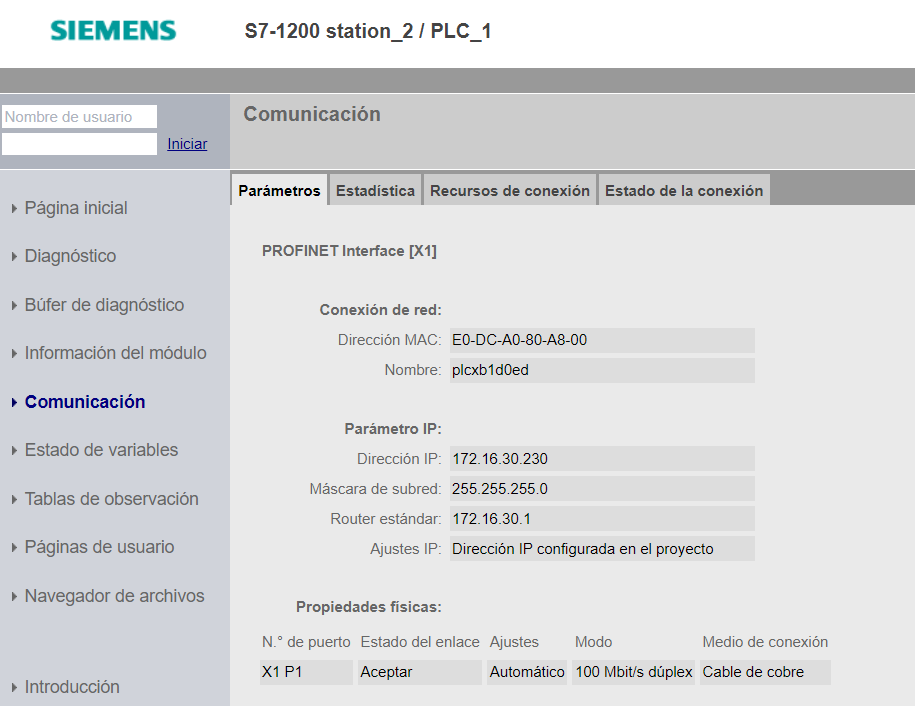 SIEMENS
S7-1200 station_2 / PLC_1
Nombre de usuario
Iniciar
Comunicación
Página inicial
Diagnóstico
Búfer de diagnóstico
Información del módulo
Comunicación
Estado de variables
Tablas de observación
Páginas de usuario
Navegador de archivos
Introducción
Parámetros Estadística Recursos de conexión Estado de la conexión
PROFINET Interface [X1]
Conexión de red:
Dirección MAC: E0-DC-A0-80-A8-00
Nombre: plcxb1d0ed
Parámetro IP:
Dirección IP: 172.16.30.230
Máscara de subred: 255.255.255.0
Router estándar: 172.16.30.1
Ajustes IP: Dirección IP configurada en el proyecto
Propiedades físicas:
N.° de puerto Estado del enlace Ajustes Modo Medio de conexión
X1 P1 Aceptar Automático 100 Mbit/s dúplex Cable de cobre